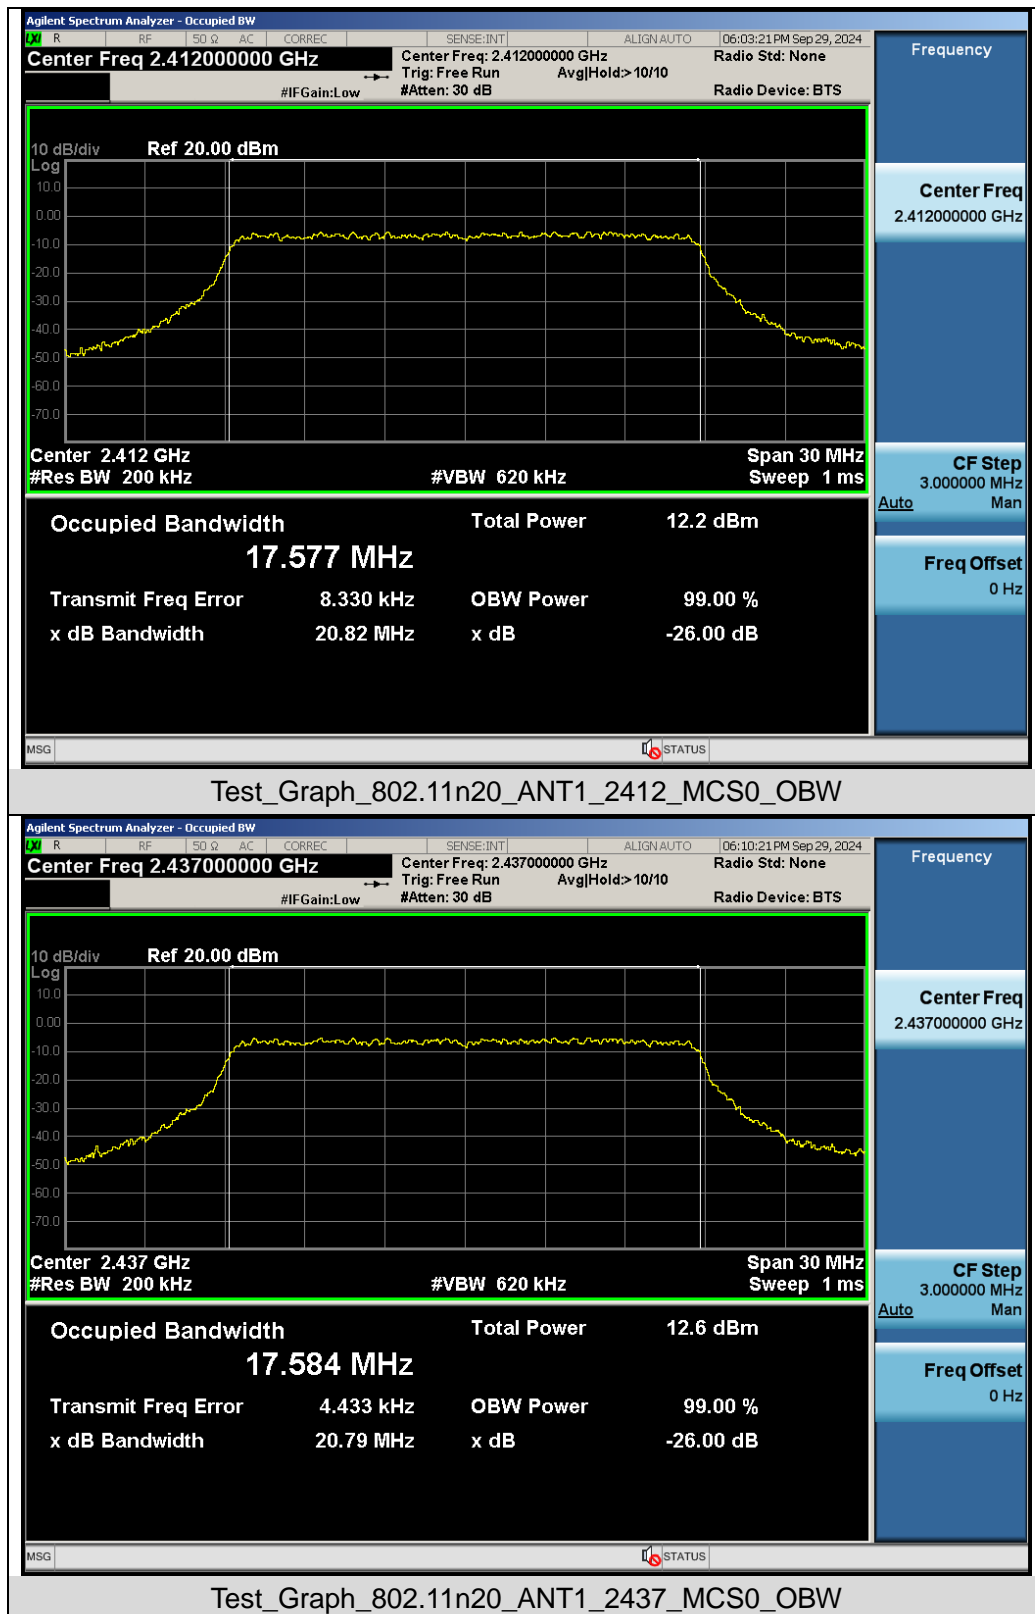 Agilent Spectrum Analyzer - Occupied BW
LXI R RF 50 Ω AC CORREC SENSE:INT ALIGN AUTO 06:03:21 PM Sep 29, 2024
Center Freq 2.412000000 GHz
Center Freq: 2.412000000 GHz Radio Std: None
Trig: Free Run Avg|Hold:>10/10
#IFGain:Low #Atten: 30 dB Radio Device: BTS
Frequency
10 dB/div Ref 20.00 dBm
Log
10.0
0.00
-10.0
-20.0
-30.0
-40.0
-50.0
-60.0
-70.0
Center 2.412 GHz Span 30 MHz
#Res BW 200 kHz #VBW 620 kHz Sweep 1 ms
Center Freq
2.412000000 GHz
CF Step
3.000000 MHz
Auto Man
Freq Offset
0 Hz
Occupied Bandwidth Total Power 12.2 dBm
17.577 MHz
Transmit Freq Error 8.330 kHz OBW Power 99.00 %
x dB Bandwidth 20.82 MHz x dB -26.00 dB
MSG STATUS
Test_Graph_802.11n20_ANT1_2412_MCS0_OBW
Agilent Spectrum Analyzer - Occupied BW
LXI R RF 50 Ω AC CORREC SENSE:INT ALIGN AUTO 06:10:21 PM Sep 29, 2024
Center Freq 2.437000000 GHz
Center Freq: 2.437000000 GHz Radio Std: None
Trig: Free Run Avg|Hold:>10/10
#IFGain:Low #Atten: 30 dB Radio Device: BTS
Frequency
10 dB/div Ref 20.00 dBm
Log
10.0
0.00
-10.0
-20.0
-30.0
-40.0
-50.0
-60.0
-70.0
Center 2.437 GHz Span 30 MHz
#Res BW 200 kHz #VBW 620 kHz Sweep 1 ms
Center Freq
2.437000000 GHz
CF Step
3.000000 MHz
Auto Man
Freq Offset
0 Hz
Occupied Bandwidth Total Power 12.6 dBm
17.584 MHz
Transmit Freq Error 4.433 kHz OBW Power 99.00 %
x dB Bandwidth 20.79 MHz x dB -26.00 dB
MSG STATUS
Test_Graph_802.11n20_ANT1_2437_MCS0_OBW